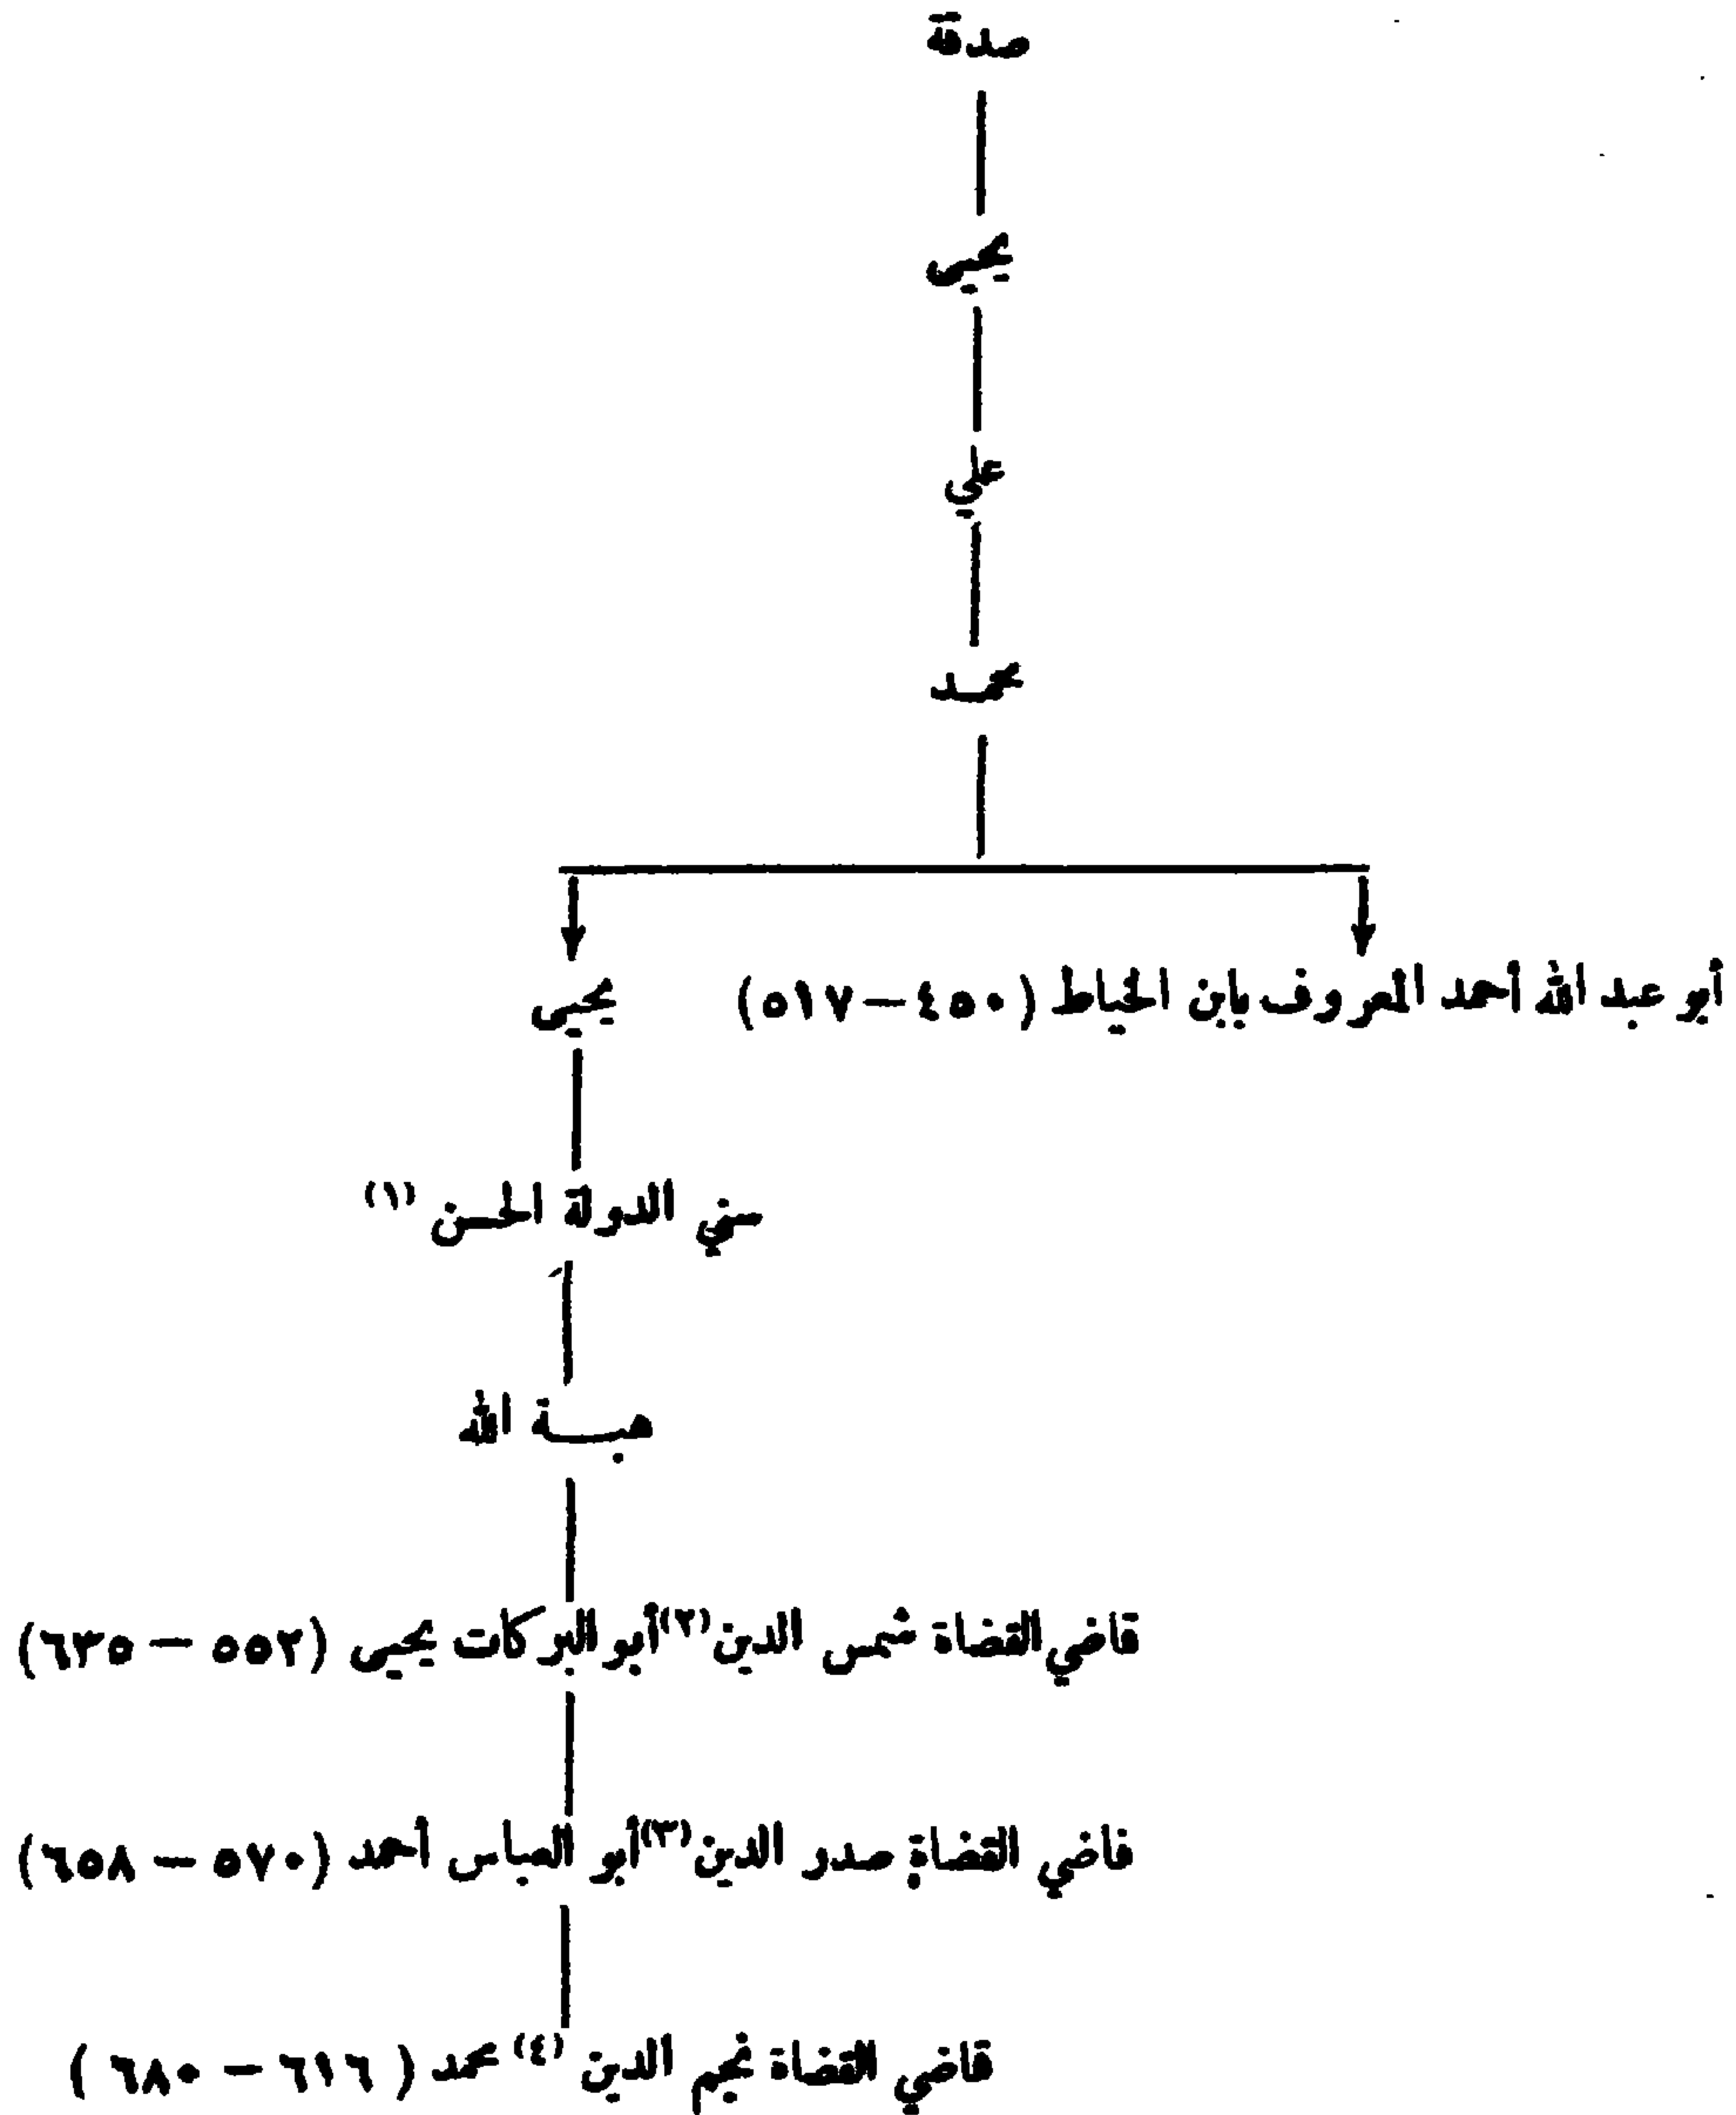 صدقة
يحيى
علي
محمد
أبو عبد الله أحمد المعروف بابن الخياط (٤٥٠ – ٥١٧)
يحيى
سني الدولة الحسن (١)
هبة الله
قاضي القضاة شمس الدين (٢) أبو البركات يحيى (٥٥٢ – ٦٣٥)
قاضي القضاة صدر الدين (٣) أبو العباس أحمد (٥٧٠ – ٦٥٨)
قاضي القضاة نجم الدين (٤) محمد (٦١٦ – ٦٨٠)